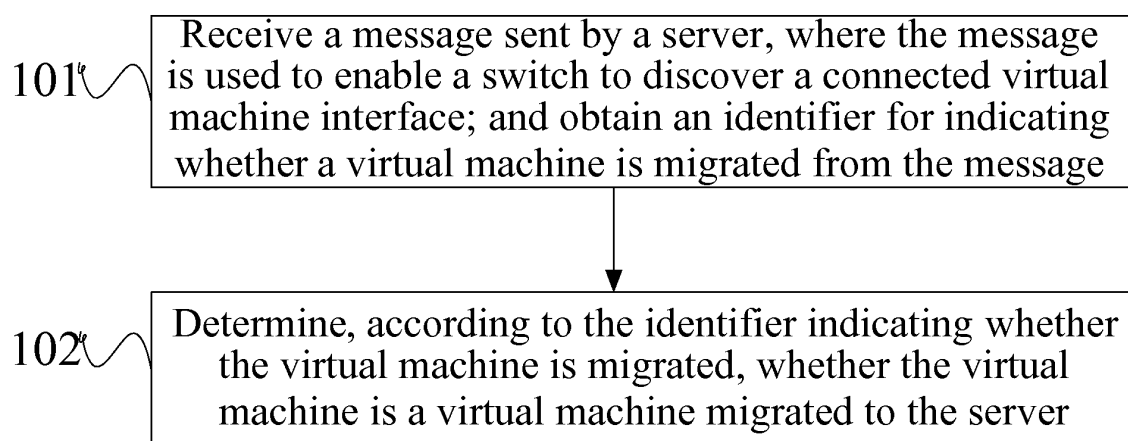 Receive a message sent by a server, where the message
101
is used to enable a switch to discover a connected virtual
machine interface; and obtain an identifier for indicating
whether a virtual machine is migrated from the message
Determine, according to the identifier indicating whether
102
the virtual machine is migrated, whether the virtual
machine is a virtual machine migrated to the server